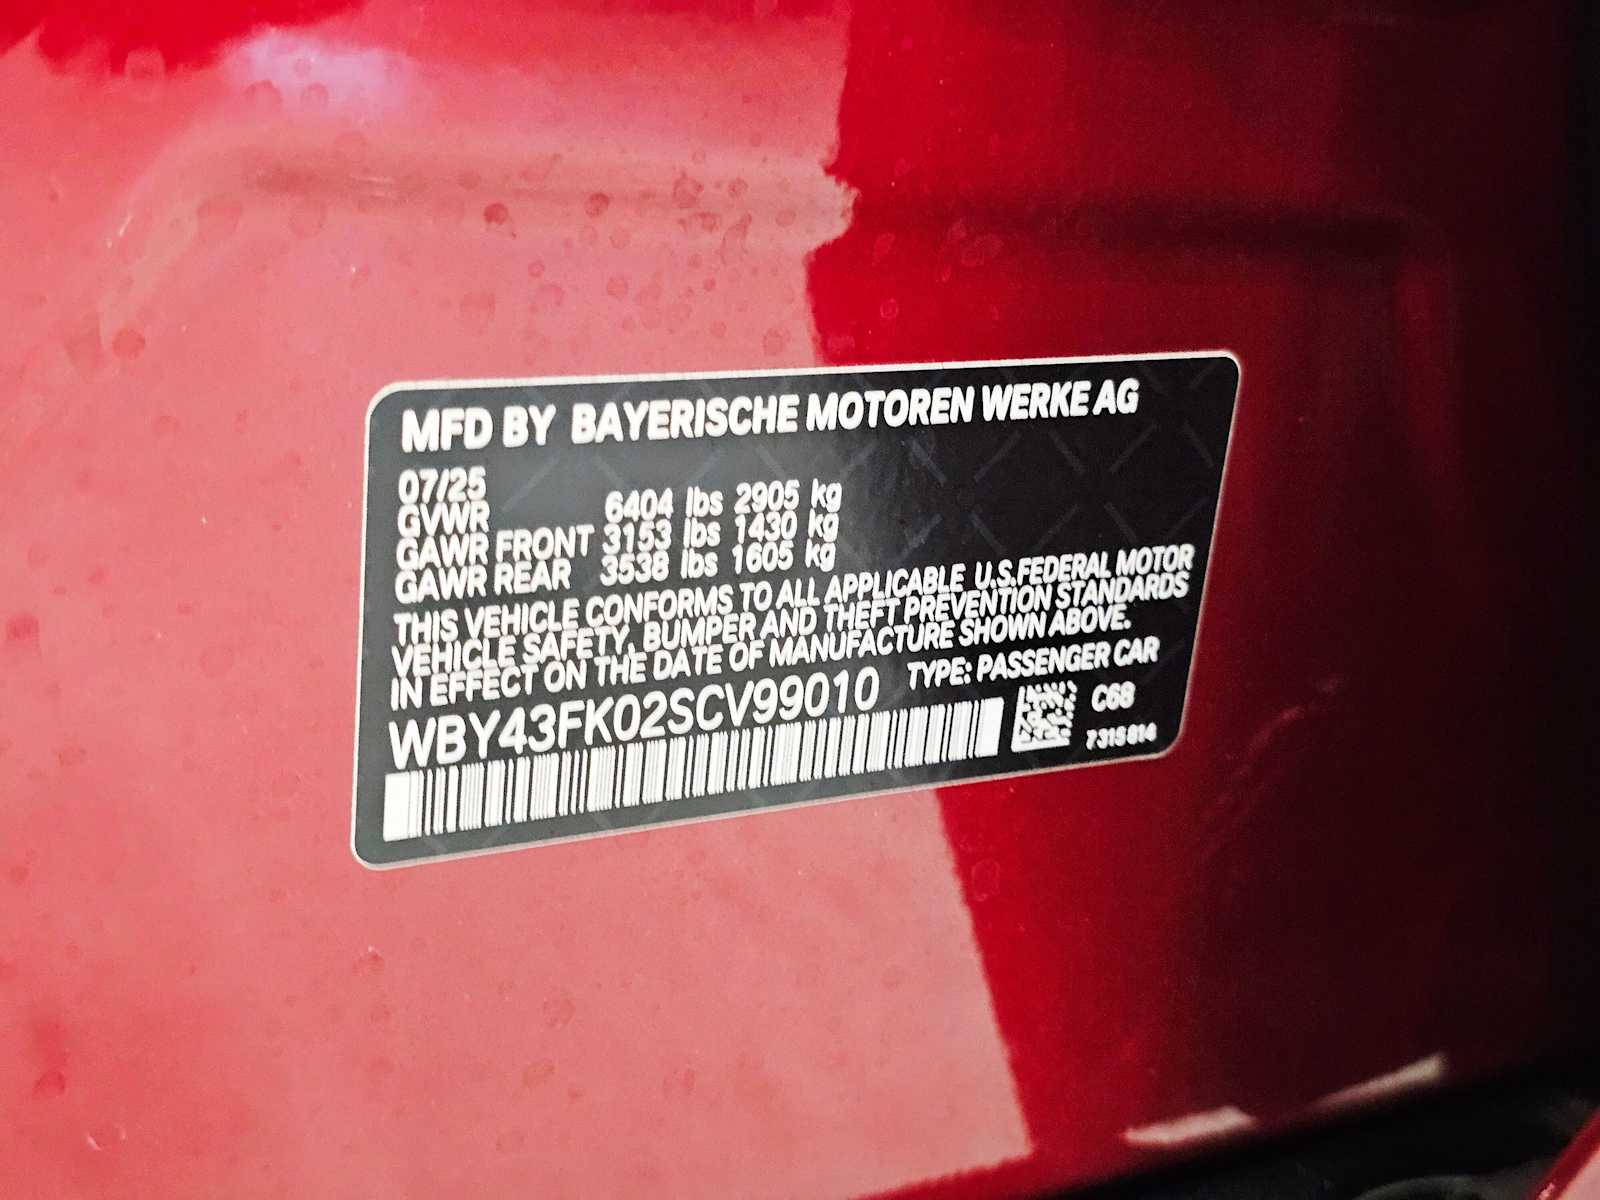 MFD BY BAYERISCHE MOTOREN WERKE AG
07/25
GVWR 6404 lbs 2905 kg
GAWR FRONT 3153 lbs 1430 kg
GAWR REAR 3538 lbs 1605 kg
THIS VEHICLE CONFORMS TO ALL APPLICABLE U.S.FEDERAL MOTOR
VEHICLE SAFETY, BUMPER AND THEFT PREVENTION STANDARDS
IN EFFECT ON THE DATE OF MANUFACTURE SHOWN ABOVE.
WBY43FK02SCV99010 TYPE: PASSENGER CAR
C68
7315814